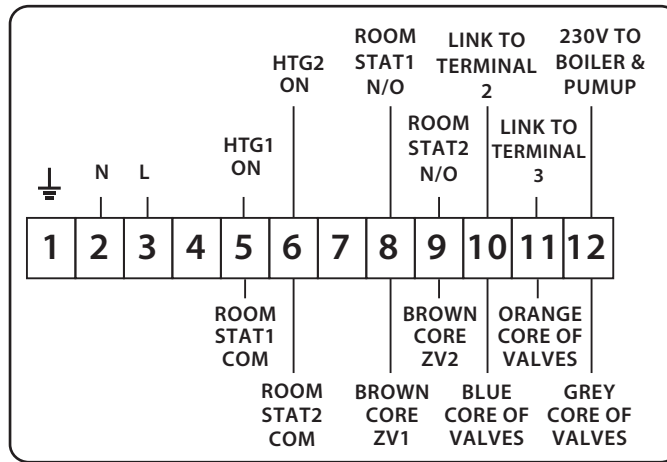 HTG2
ON
ROOM
STAT1
N/O
LINK TO
TERMINAL
2
230V TO
BOILER &
PUMUP
N
L
HTG1
ON
ROOM
STAT2
N/O
LINK TO
TERMINAL
3
1 2 3 4 5 6 7 8 9 10 11 12
ROOM
STAT1
COM
BROWN
CORE
ZV2
ORANGE
CORE OF
VALVES
ROOM
STAT2
COM
BROWN
CORE
ZV1
BLUE
CORE OF
VALVES
GREY
CORE OF
VALVES